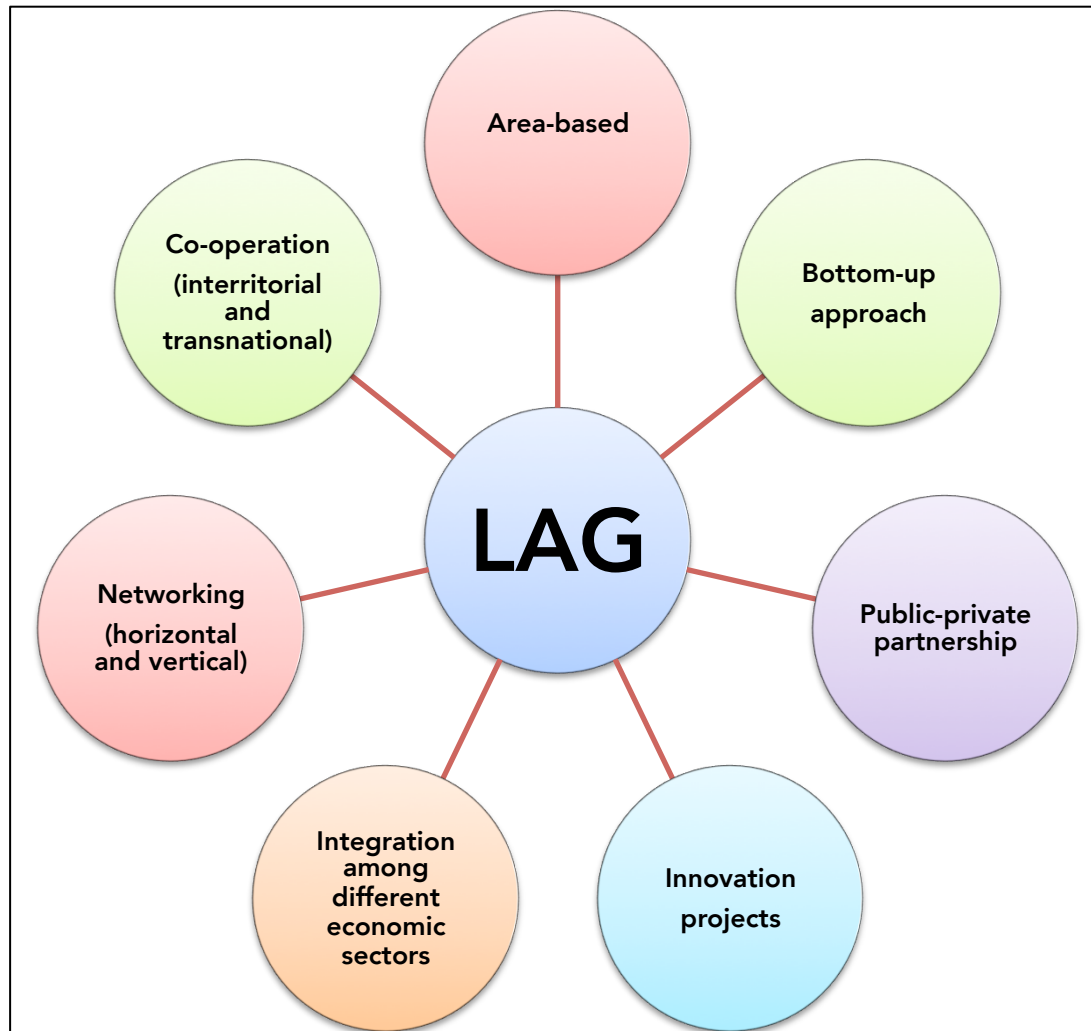 Area-based
Co-operation
(interritorial
and
transnational)
Bottom-up
approach
LAG
Networking
(horizontal
and vertical)
Public-private
partnership
Integration
among
different
economic
sectors
Innovation
projects